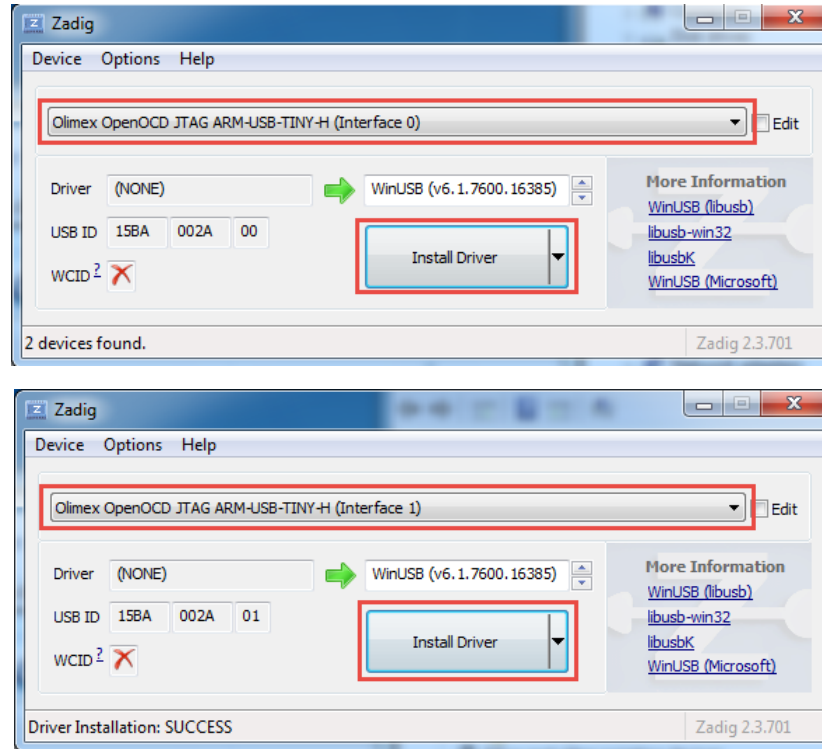 Zadig
Device Options Help
Olimex OpenOCD JTAG ARM-USB-TINY-H (Interface 0)
Edit
Driver (NONE) WinUSB (v6.1.7600.16385)
More Information
WinUSB (libusb)
USB ID 15BA 002A 00
libusb-win32
Install Driver
libusbK
WCID ?
WinUSB (Microsoft)
2 devices found.
Zadig 2.3.701
Zadig
Device Options Help
Olimex OpenOCD JTAG ARM-USB-TINY-H (Interface 1)
Edit
Driver (NONE) WinUSB (v6.1.7600.16385)
More Information
WinUSB (libusb)
USB ID 15BA 002A 01
libusb-win32
Install Driver
libusbK
WCID ?
WinUSB (Microsoft)
Driver Installation: SUCCESS
Zadig 2.3.701